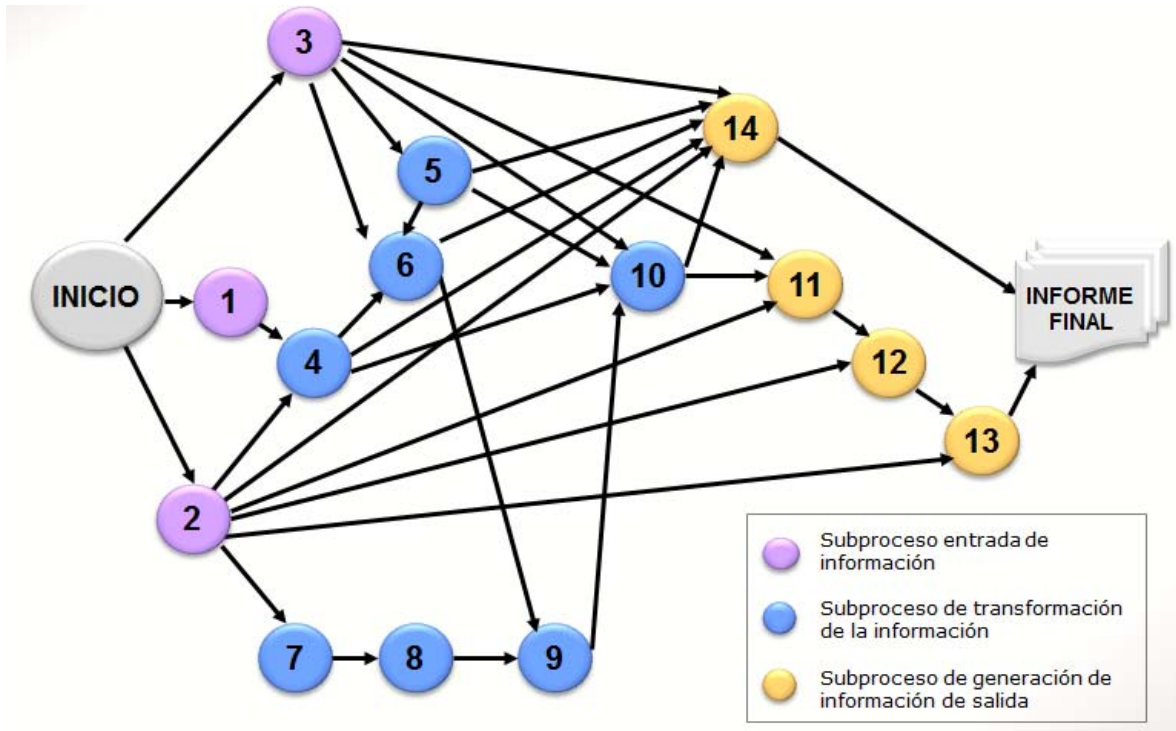 3
14
5
6
10
INICIO
1
11
INFORME
FINAL
4
12
13
2
7
8
9
Subproceso entrada de
información
Subproceso de transformación
de la información
Subproceso de generación de
información de salida